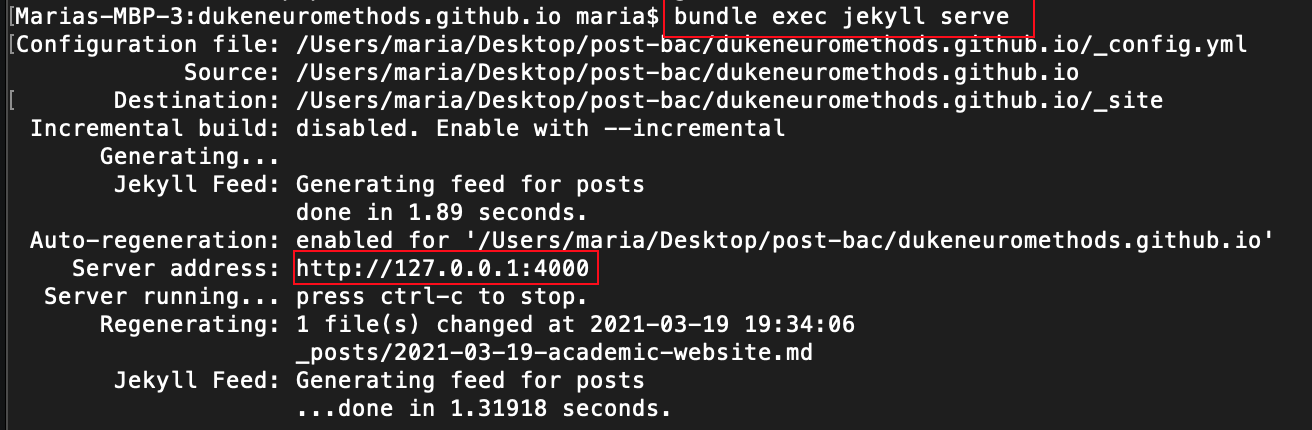 [Marias-MBP-3:dukeneuromethods.github.io maria$ bundle exec jekyll serve
[Configuration file: /Users/maria/Desktop/post-bac/dukeneuromethods.github.io/_config.yml
Source: /Users/maria/Desktop/post-bac/dukeneuromethods.github.io
[ Destination: /Users/maria/Desktop/post-bac/dukeneuromethods.github.io/_site
Incremental build: disabled. Enable with --incremental
Generating...
Jekyll Feed: Generating feed for posts
done in 1.89 seconds.
Auto-regeneration: enabled for '/Users/maria/Desktop/post-bac/dukeneuromethods.github.io'
Server address: http://127.0.0.1:4000
Server running... press ctrl-c to stop.
Regenerating: 1 file(s) changed at 2021-03-19 19:34:06
_posts/2021-03-19-academic-website.md
Jekyll Feed: Generating feed for posts
...done in 1.31918 seconds.